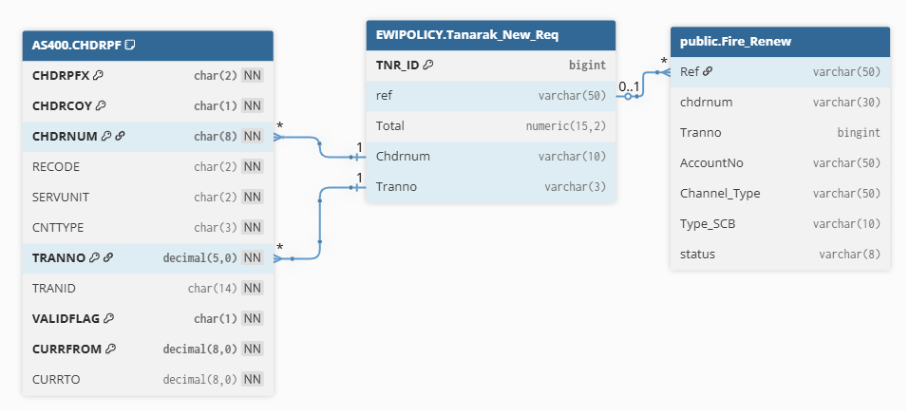 AS400.CHDRPF
CHDRPFX char(2) NN
CHDRCOY char(1) NN
CHDRNUM char(8) NN
RECODE char(2) NN
SERVUNIT char(2) NN
CNTTYPE char(3) NN
TRANNO decimal(5,0) NN
TRANID char(14) NN
VALIDFLAG char(1) NN
CURRFROM decimal(8,0) NN
CURRTO decimal(8,0) NN
*
1
*
1
EWIPOLICY.Tanarak_New_Req
TNR_ID bigint
ref varchar(50)
Total numeric(15,2)
Chdrnum varchar(10)
Tranno varchar(3)
0..1
*
public.Fire_Renew
Ref varchar(50)
chdrnum varchar(30)
Tranno bingint
AccountNo varchar(50)
Channel_Type varchar(50)
Type_SCB varchar(10)
status varchar(8)